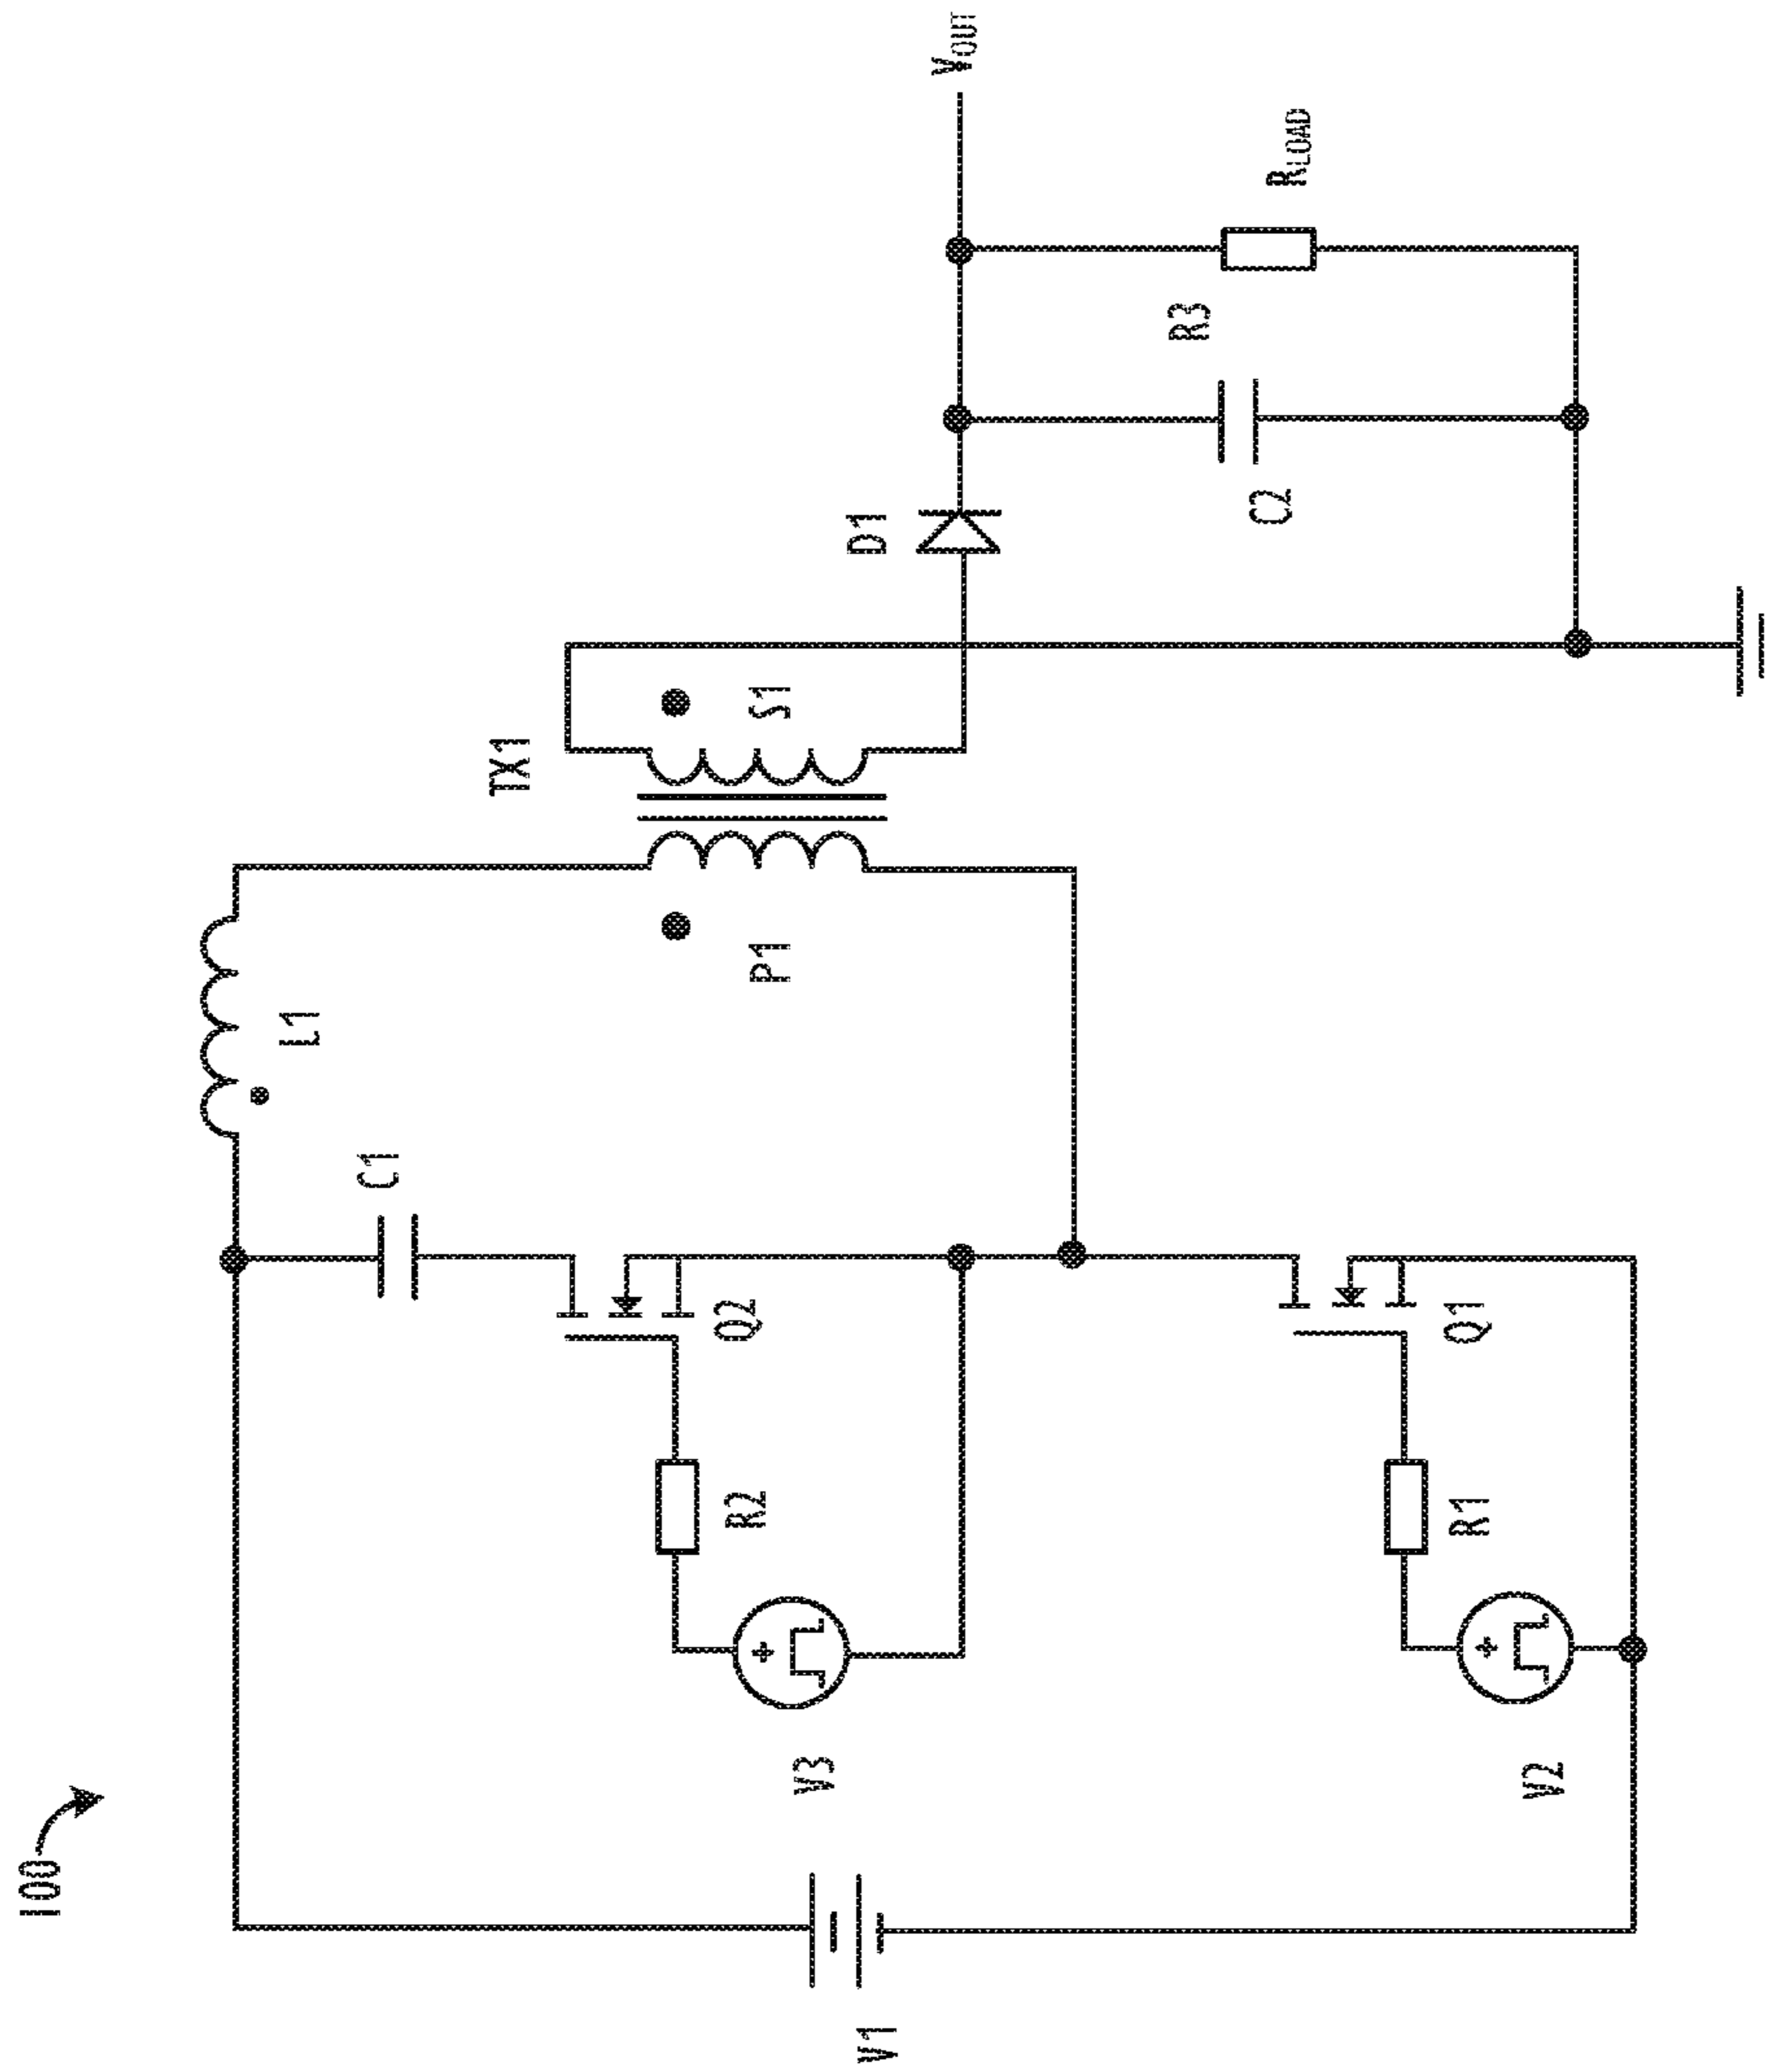 100
V1
V3
V2
R2
R1
Q2
Q1
C1
L1
P1
TX1
S1
D1
C2
R3
RLOAD
VOUT
+
+